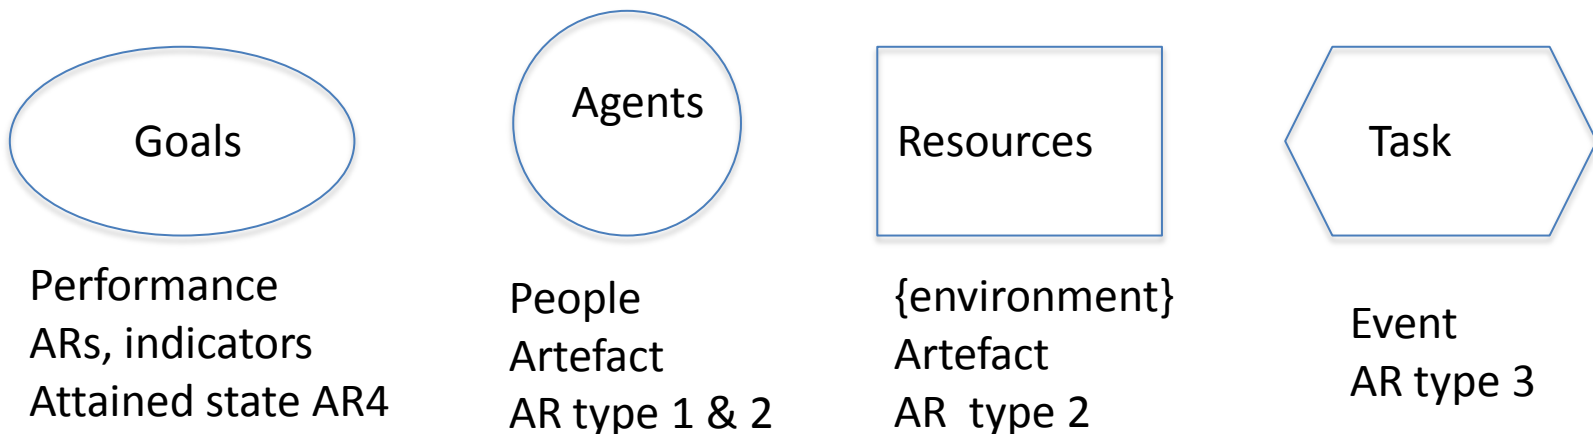 Goals
Agents
Resources
Task
Performance
ARs, indicators
Attained state AR4
People
Artefact
AR type 1 & 2
{environment}
Artefact
AR type 2
Event
AR type 3